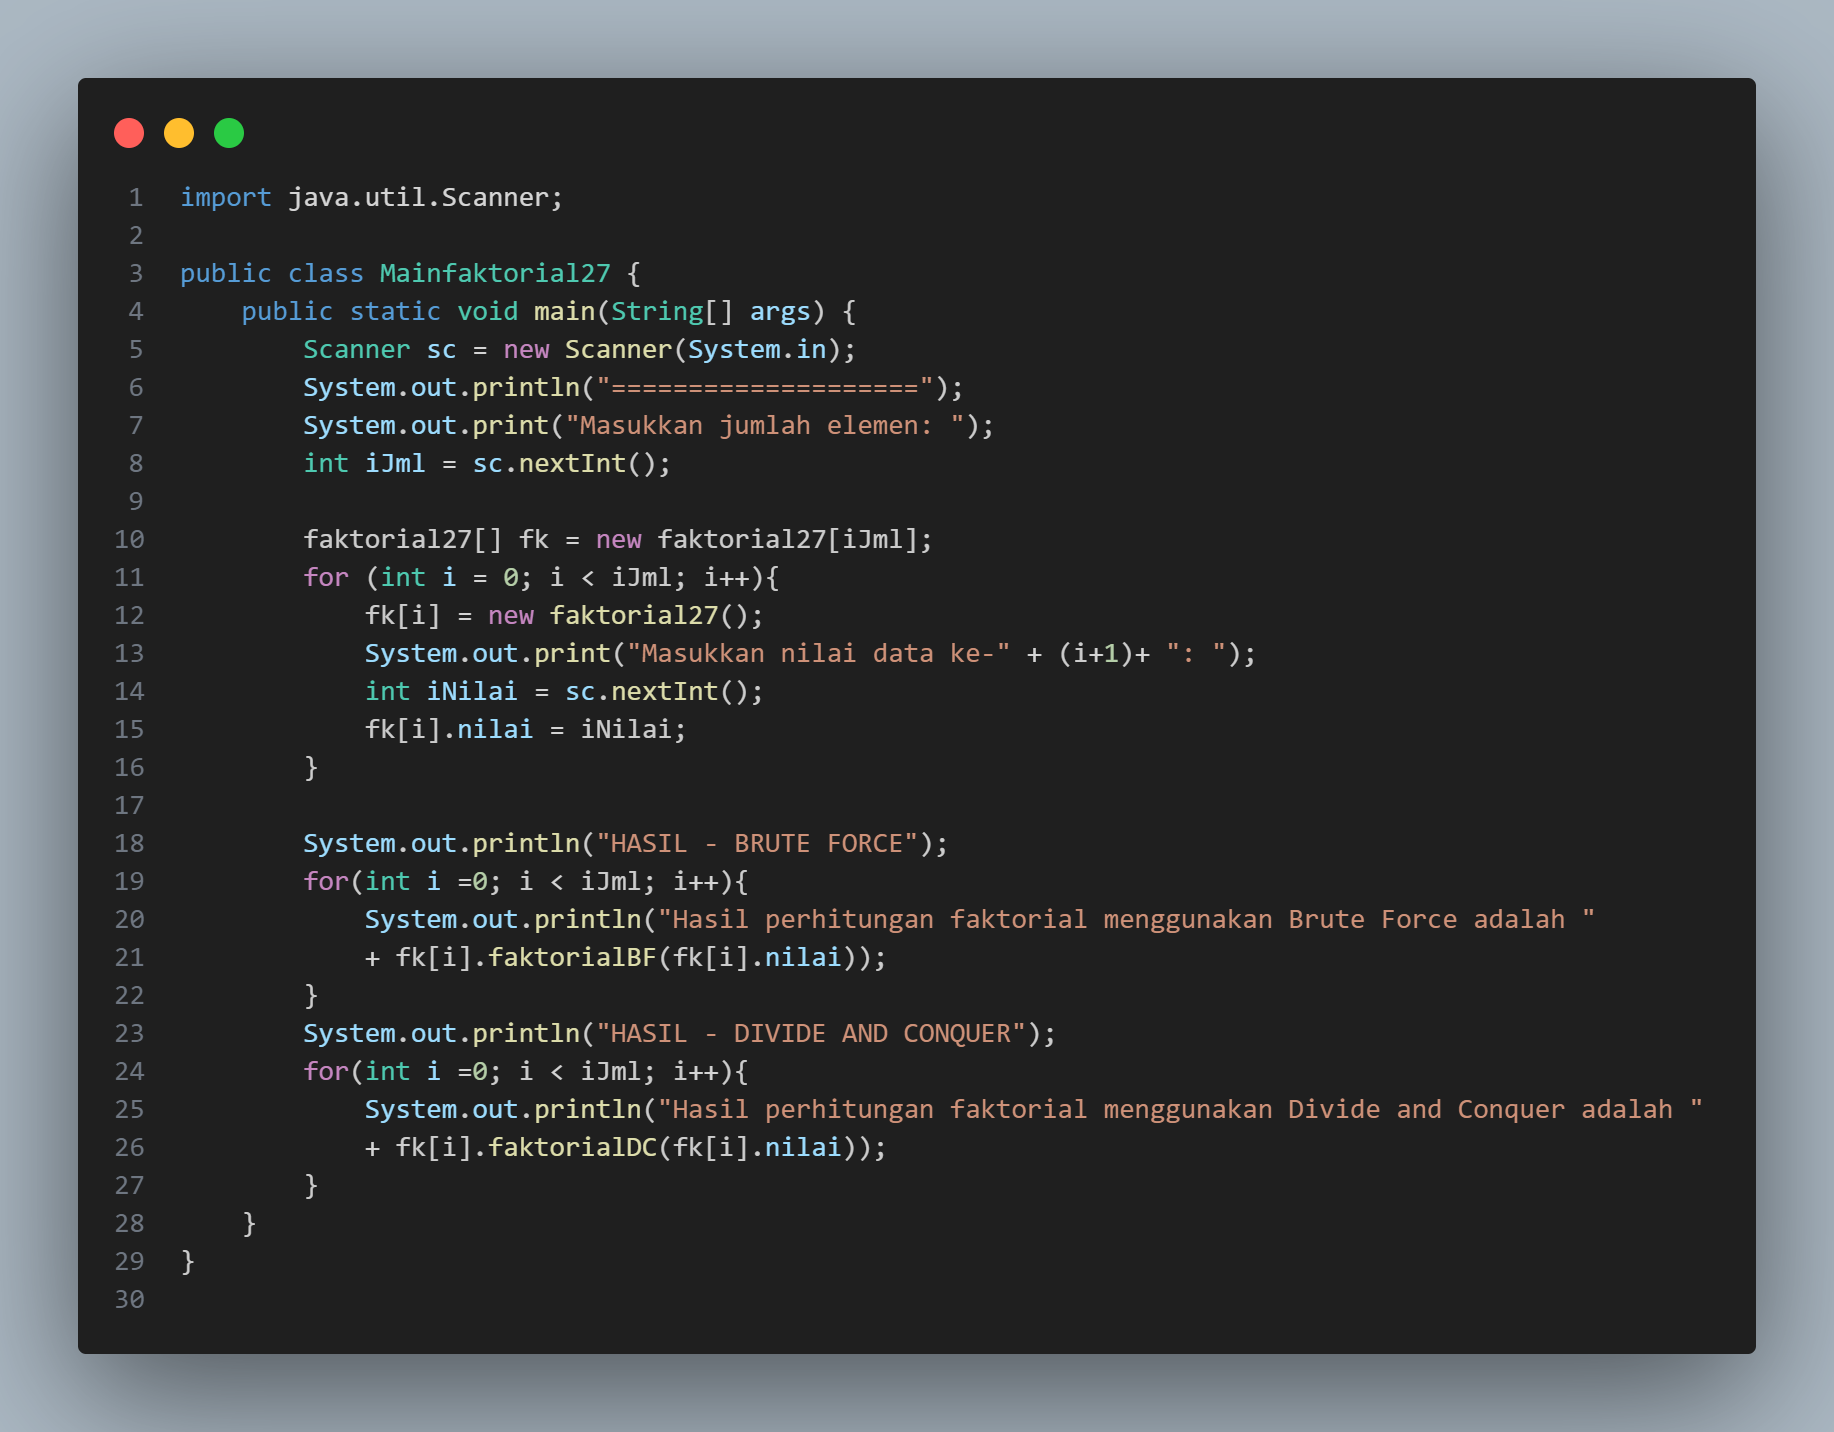 1 import java.util.Scanner;
2
3 public class Mainfaktorial27 {
4     public static void main(String[] args) {
5         Scanner sc = new Scanner(System.in);
6         System.out.println("====================");
7         System.out.print("Masukkan jumlah elemen: ");
8         int iJml = sc.nextInt();
9
10         faktorial27[] fk = new faktorial27[iJml];
11         for (int i = 0; i < iJml; i++){
12             fk[i] = new faktorial27();
13             System.out.print("Masukkan nilai data ke-" + (i+1)+ ": ");
14             int iNilai = sc.nextInt();
15             fk[i].nilai = iNilai;
16         }
17
18         System.out.println("HASIL - BRUTE FORCE");
19         for(int i =0; i < iJml; i++){
20             System.out.println("Hasil perhitungan faktorial menggunakan Brute Force adalah "
21             + fk[i].faktorialBF(fk[i].nilai));
22         }
23         System.out.println("HASIL - DIVIDE AND CONQUER");
24         for(int i =0; i < iJml; i++){
25             System.out.println("Hasil perhitungan faktorial menggunakan Divide and Conquer adalah "
26             + fk[i].faktorialDC(fk[i].nilai));
27         }
28     }
29 }
30